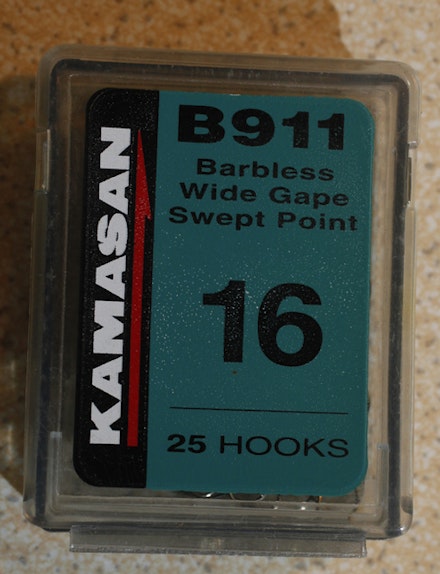 KAMASAN
B911
Barbless
Wide Gape
Swept Point
16
25 HOOKS